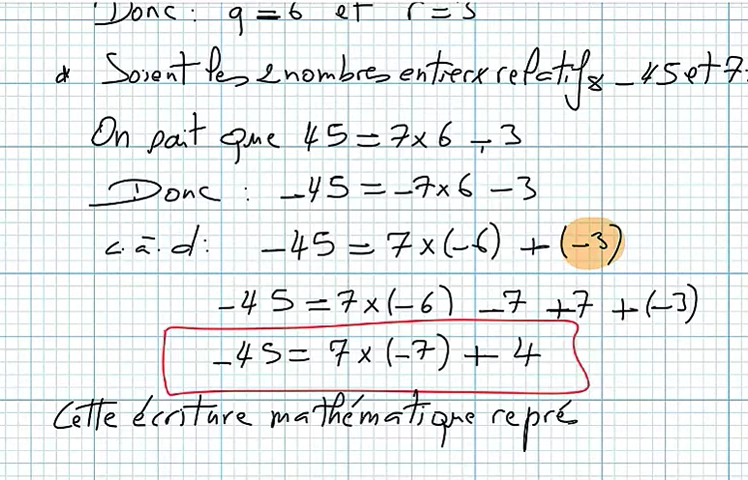 Donc : q = 6 et r = 3
* Soient les 2 nombres entiers relatifs -45 et 7.
On sait que 45 = 7 × 6 + 3
Donc : -45 = -7 × 6 - 3
c.à.d : -45 = 7 × (-6) + (-3)
-45 = 7 × (-6) - 7 + 7 + (-3)
-45 = 7 × (-7) + 4
Cette écriture mathématique repré